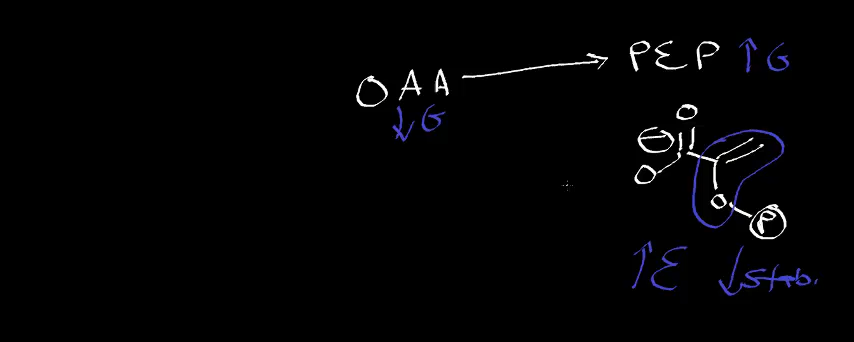 OAA → PEP ↑G
↓G
O
⊖
O
O
P
↑E ↓Stab.